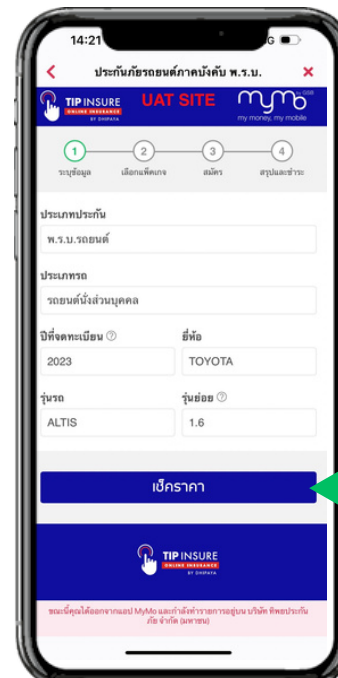 14:21
G
ประกันภัยรถยนต์ภาคบังคับ พ.ร.บ.
TIP INSURE
ONLINE INSURANCE
BY DHIPAYA
UAT SITE
mymo
by GSB
my money, my mobile
1
2
3
4
ระบุข้อมูล
เลือกแพ็คเกจ
สมัคร
สรุปและชำระ
ประเภทประกัน
พ.ร.บ.รถยนต์
ประเภทรถ
รถยนต์นั่งส่วนบุคคล
ปีที่จดทะเบียน ?
ยี่ห้อ
2023
TOYOTA
รุ่นรถ
รุ่นย่อย ?
ALTIS
1.6
เช็คราคา
TIP INSURE
ONLINE INSURANCE
BY DHIPAYA
ขณะนี้คุณได้ออกจากแอป MyMo และกำลังทำรายการอยู่บน บริษัท ทิพยประกัน
ภัย จำกัด (มหาชน)